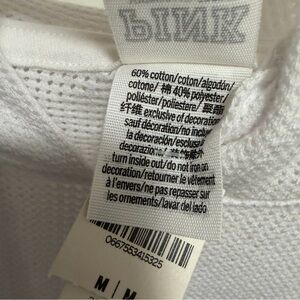 PINK
60% cotton/coton/algodón/
cotone/ 棉 40% polyester/
poliéster/poliestere/ 聚酯
纤维 exclusive of decoration/
sauf décoration/no incluye
la decoración/esclusa
decorazione/
turn inside out/do not iron on
decoration/retourner le vêtement
à l'envers/ne pas repasser sur
les ornements/lavar del lado
0667553415325
M | M